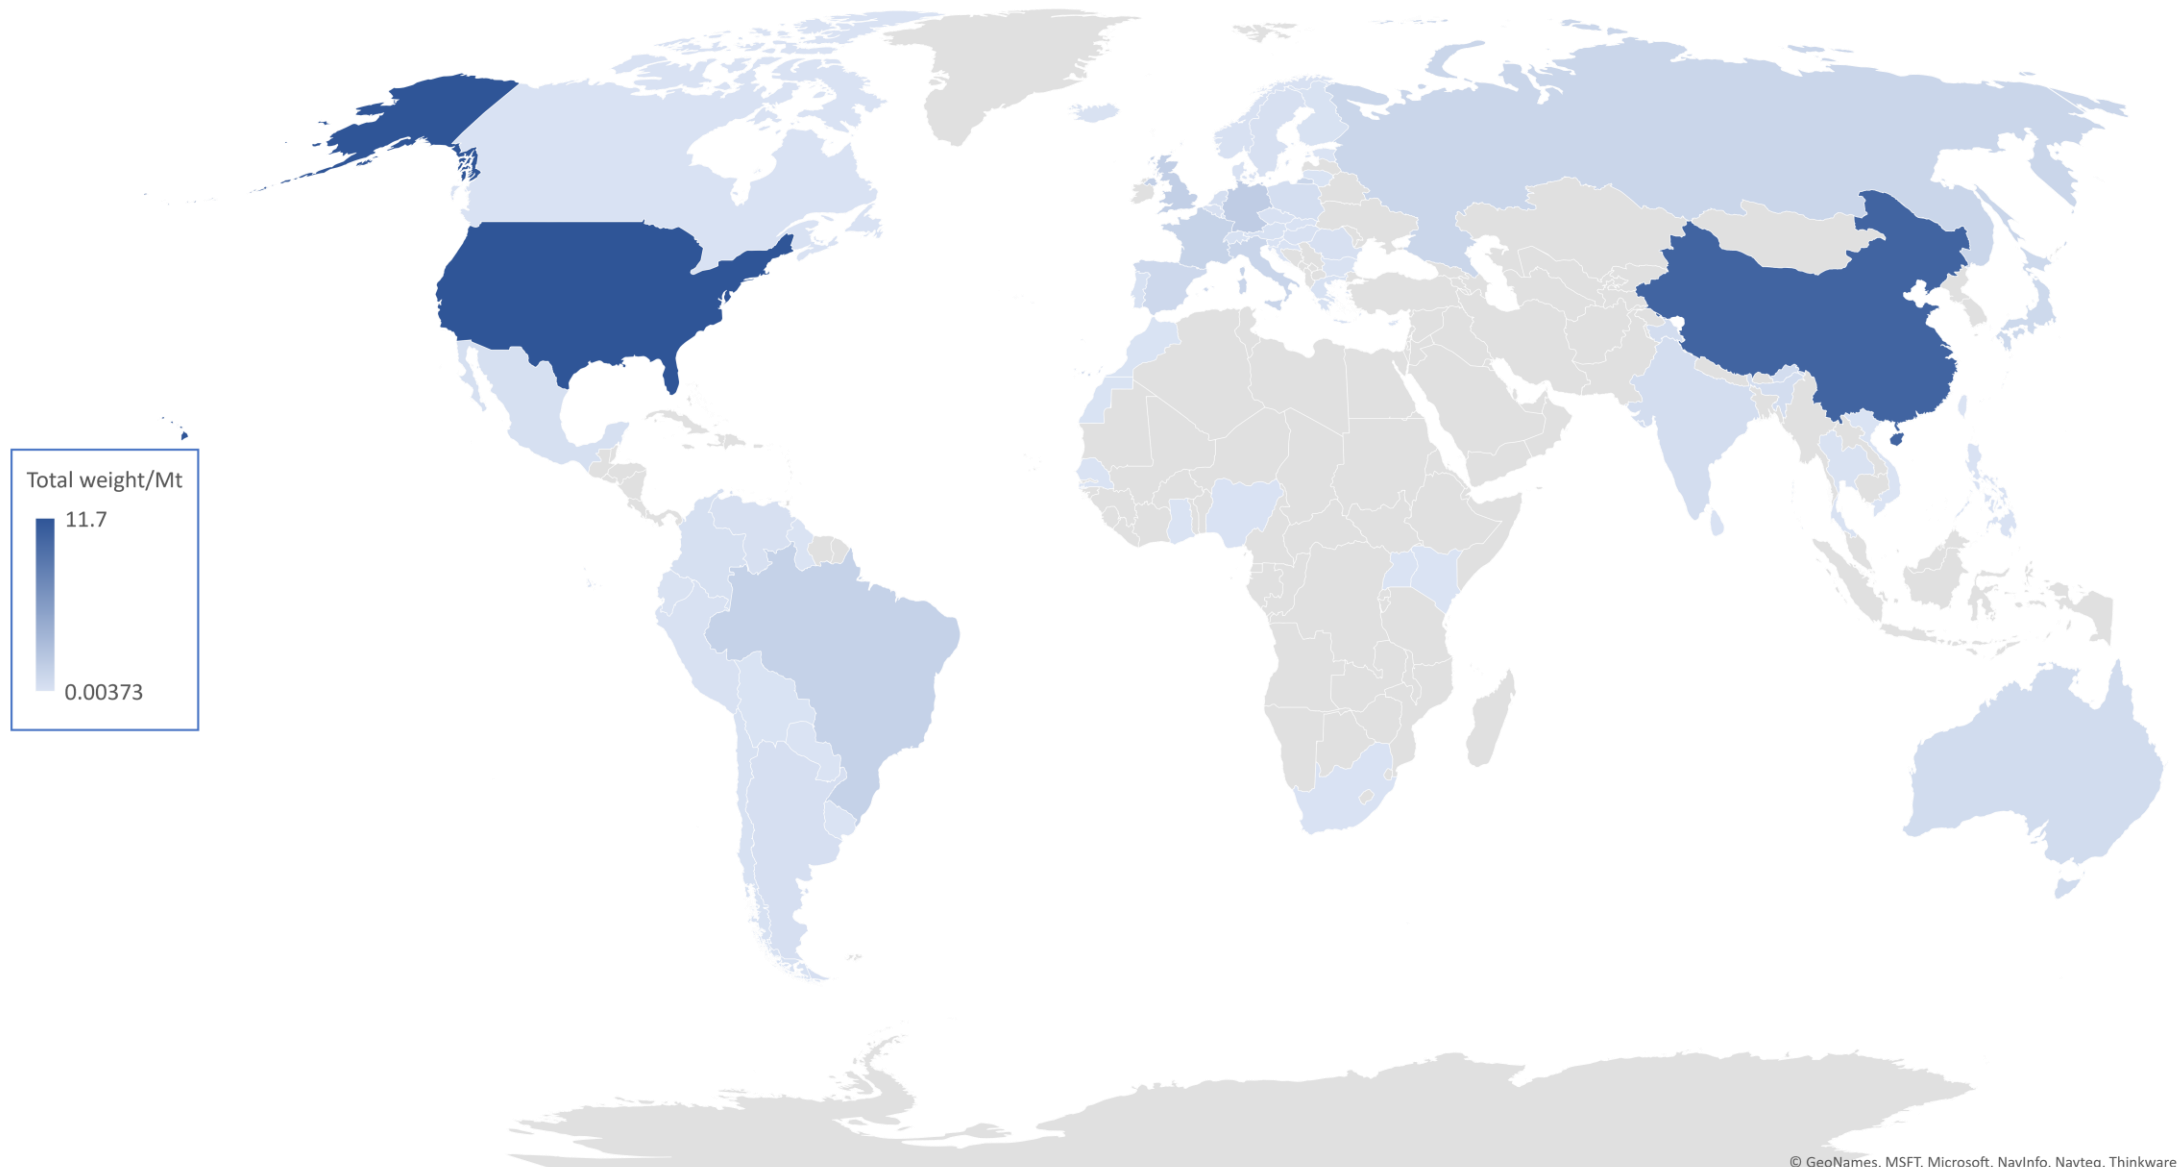 Total weight/Mt
11.7
0.00373
© GeoNames, MSFT, Microsoft, NavInfo, Navteq, Thinkware